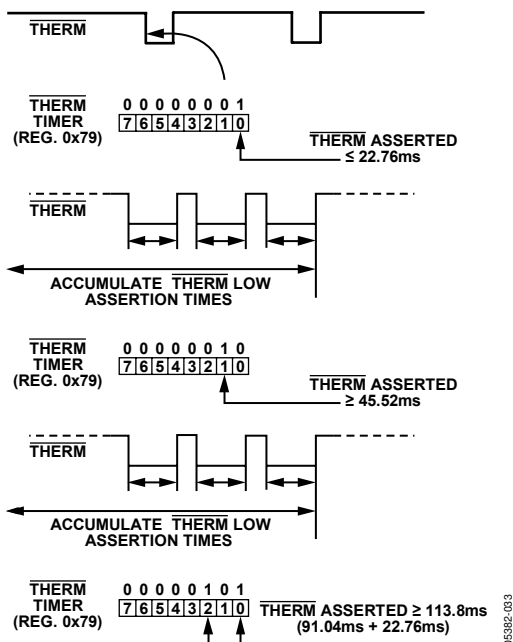 THERM
THERM
TIMER
(REG. 0x79)
0 0 0 0 0 0 0 1
7 6 5 4 3 2 1 0
THERM ASSERTED
≤ 22.76ms
THERM
ACCUMULATE THERM LOW
ASSERTION TIMES
THERM
TIMER
(REG. 0x79)
0 0 0 0 0 0 1 0
7 6 5 4 3 2 1 0
THERM ASSERTED
≥ 45.52ms
THERM
ACCUMULATE THERM LOW
ASSERTION TIMES
THERM
TIMER
(REG. 0x79)
0 0 0 0 0 1 0 1
7 6 5 4 3 2 1 0
THERM ASSERTED ≥ 113.8ms
(91.04ms + 22.76ms)